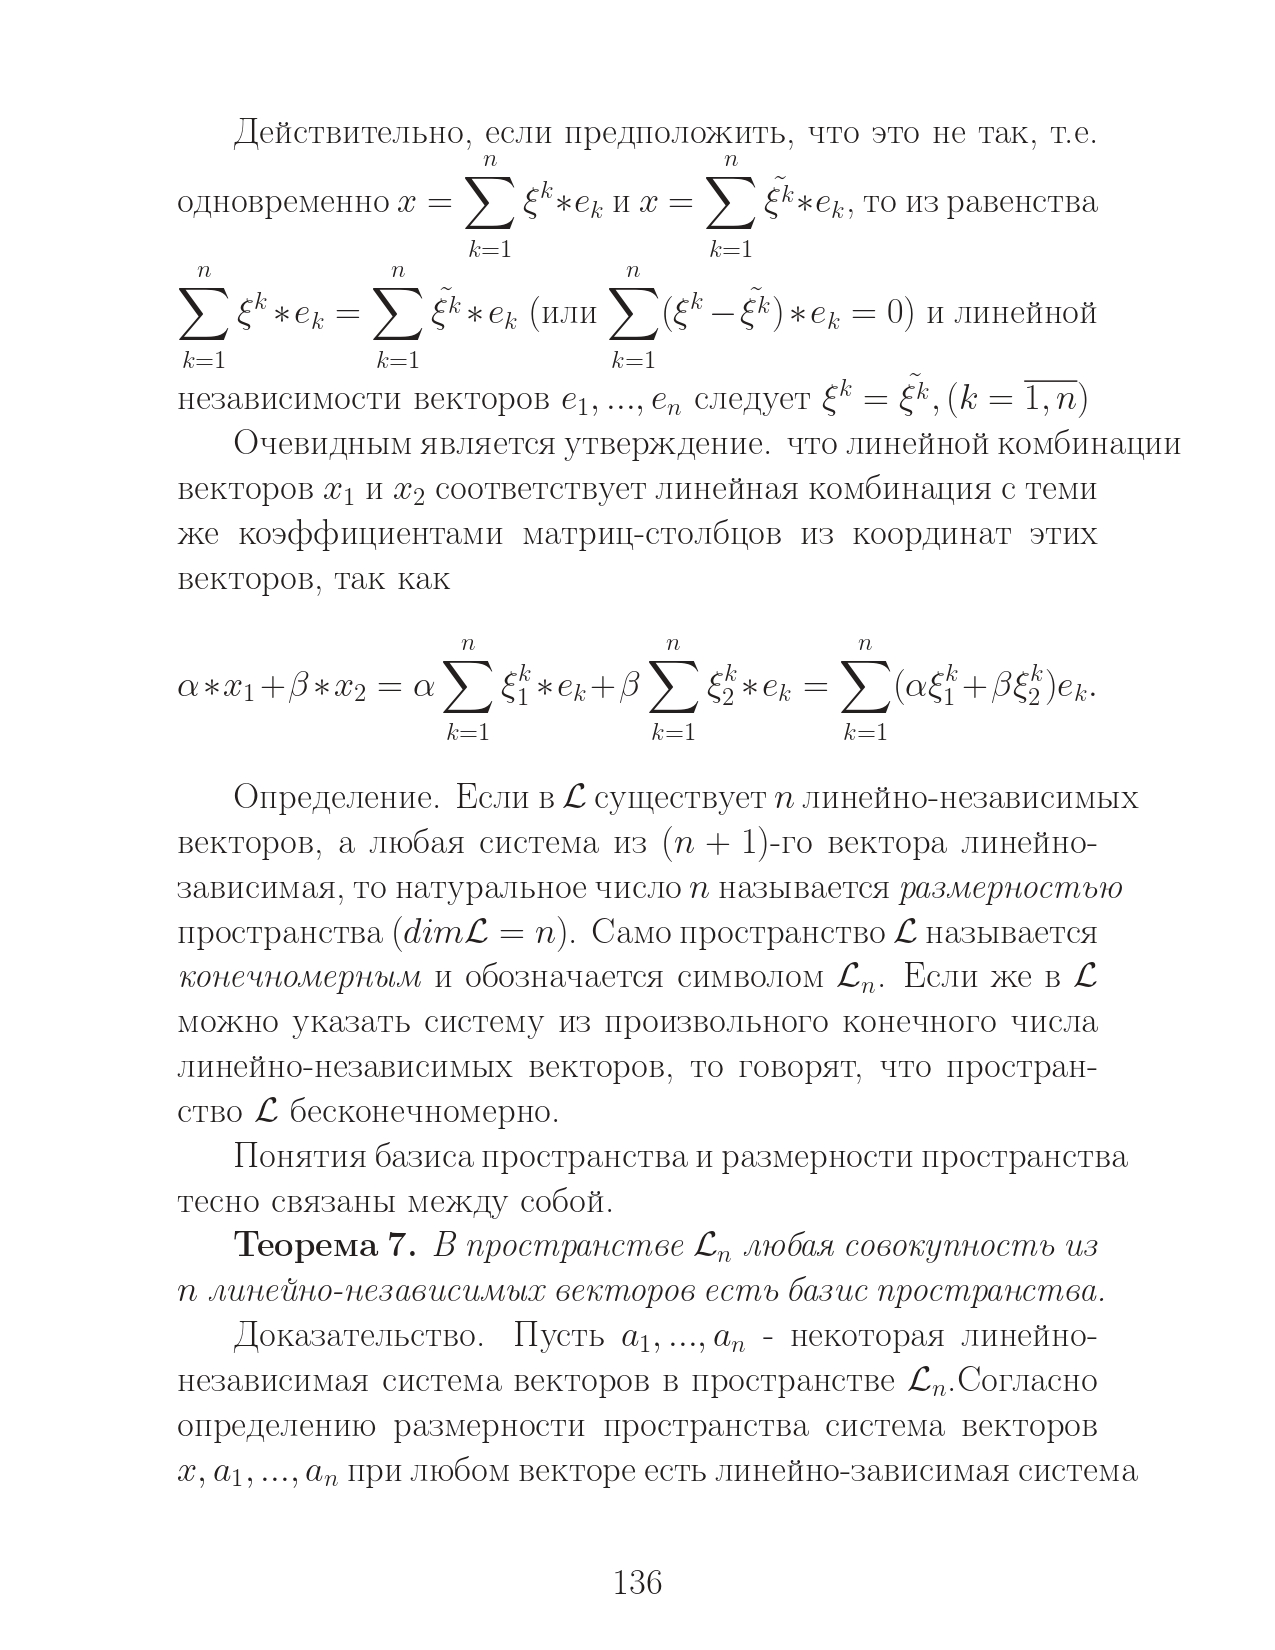 Действительно, если предположить, что это не так, т.е.
одновременно $x = \sum_{k=1}^{n} \xi^k * e_k$ и $x = \sum_{k=1}^{n} \tilde{\xi^k} * e_k$, то из равенства
$\sum_{k=1}^{n} \xi^k * e_k = \sum_{k=1}^{n} \tilde{\xi^k} * e_k$ (или $\sum_{k=1}^{n} (\xi^k - \tilde{\xi^k}) * e_k = 0$) и линейной
независимости векторов $e_1, ..., e_n$ следует $\xi^k = \tilde{\xi^k}, (k = \overline{1, n})$
Очевидным является утверждение. что линейной комбинации
векторов $x_1$ и $x_2$ соответствует линейная комбинация с теми
же коэффициентами матриц-столбцов из координат этих
векторов, так как
$\alpha * x_1 + \beta * x_2 = \alpha \sum_{k=1}^{n} \xi_1^k * e_k + \beta \sum_{k=1}^{n} \xi_2^k * e_k = \sum_{k=1}^{n} (\alpha \xi_1^k + \beta \xi_2^k) e_k.$
Определение. Если в $\mathcal{L}$ существует $n$ линейно-независимых
векторов, а любая система из $(n + 1)$-го вектора линейно-
зависимая, то натуральное число $n$ называется размерностью
пространства ($dim\mathcal{L} = n$). Само пространство $\mathcal{L}$ называется
конечномерным и обозначается символом $\mathcal{L}_n$. Если же в $\mathcal{L}$
можно указать систему из произвольного конечного числа
линейно-независимых векторов, то говорят, что простран-
ство $\mathcal{L}$ бесконечномерно.
Понятия базиса пространства и размерности пространства
тесно связаны между собой.
Теорема 7. В пространстве $\mathcal{L}_n$ любая совокупность из
n линейно-независимых векторов есть базис пространства.
Доказательство. Пусть $a_1, ..., a_n$ - некоторая линейно-
независимая система векторов в пространстве $\mathcal{L}_n$.Согласно
определению размерности пространства система векторов
$x, a_1, ..., a_n$ при любом векторе есть линейно-зависимая система
136